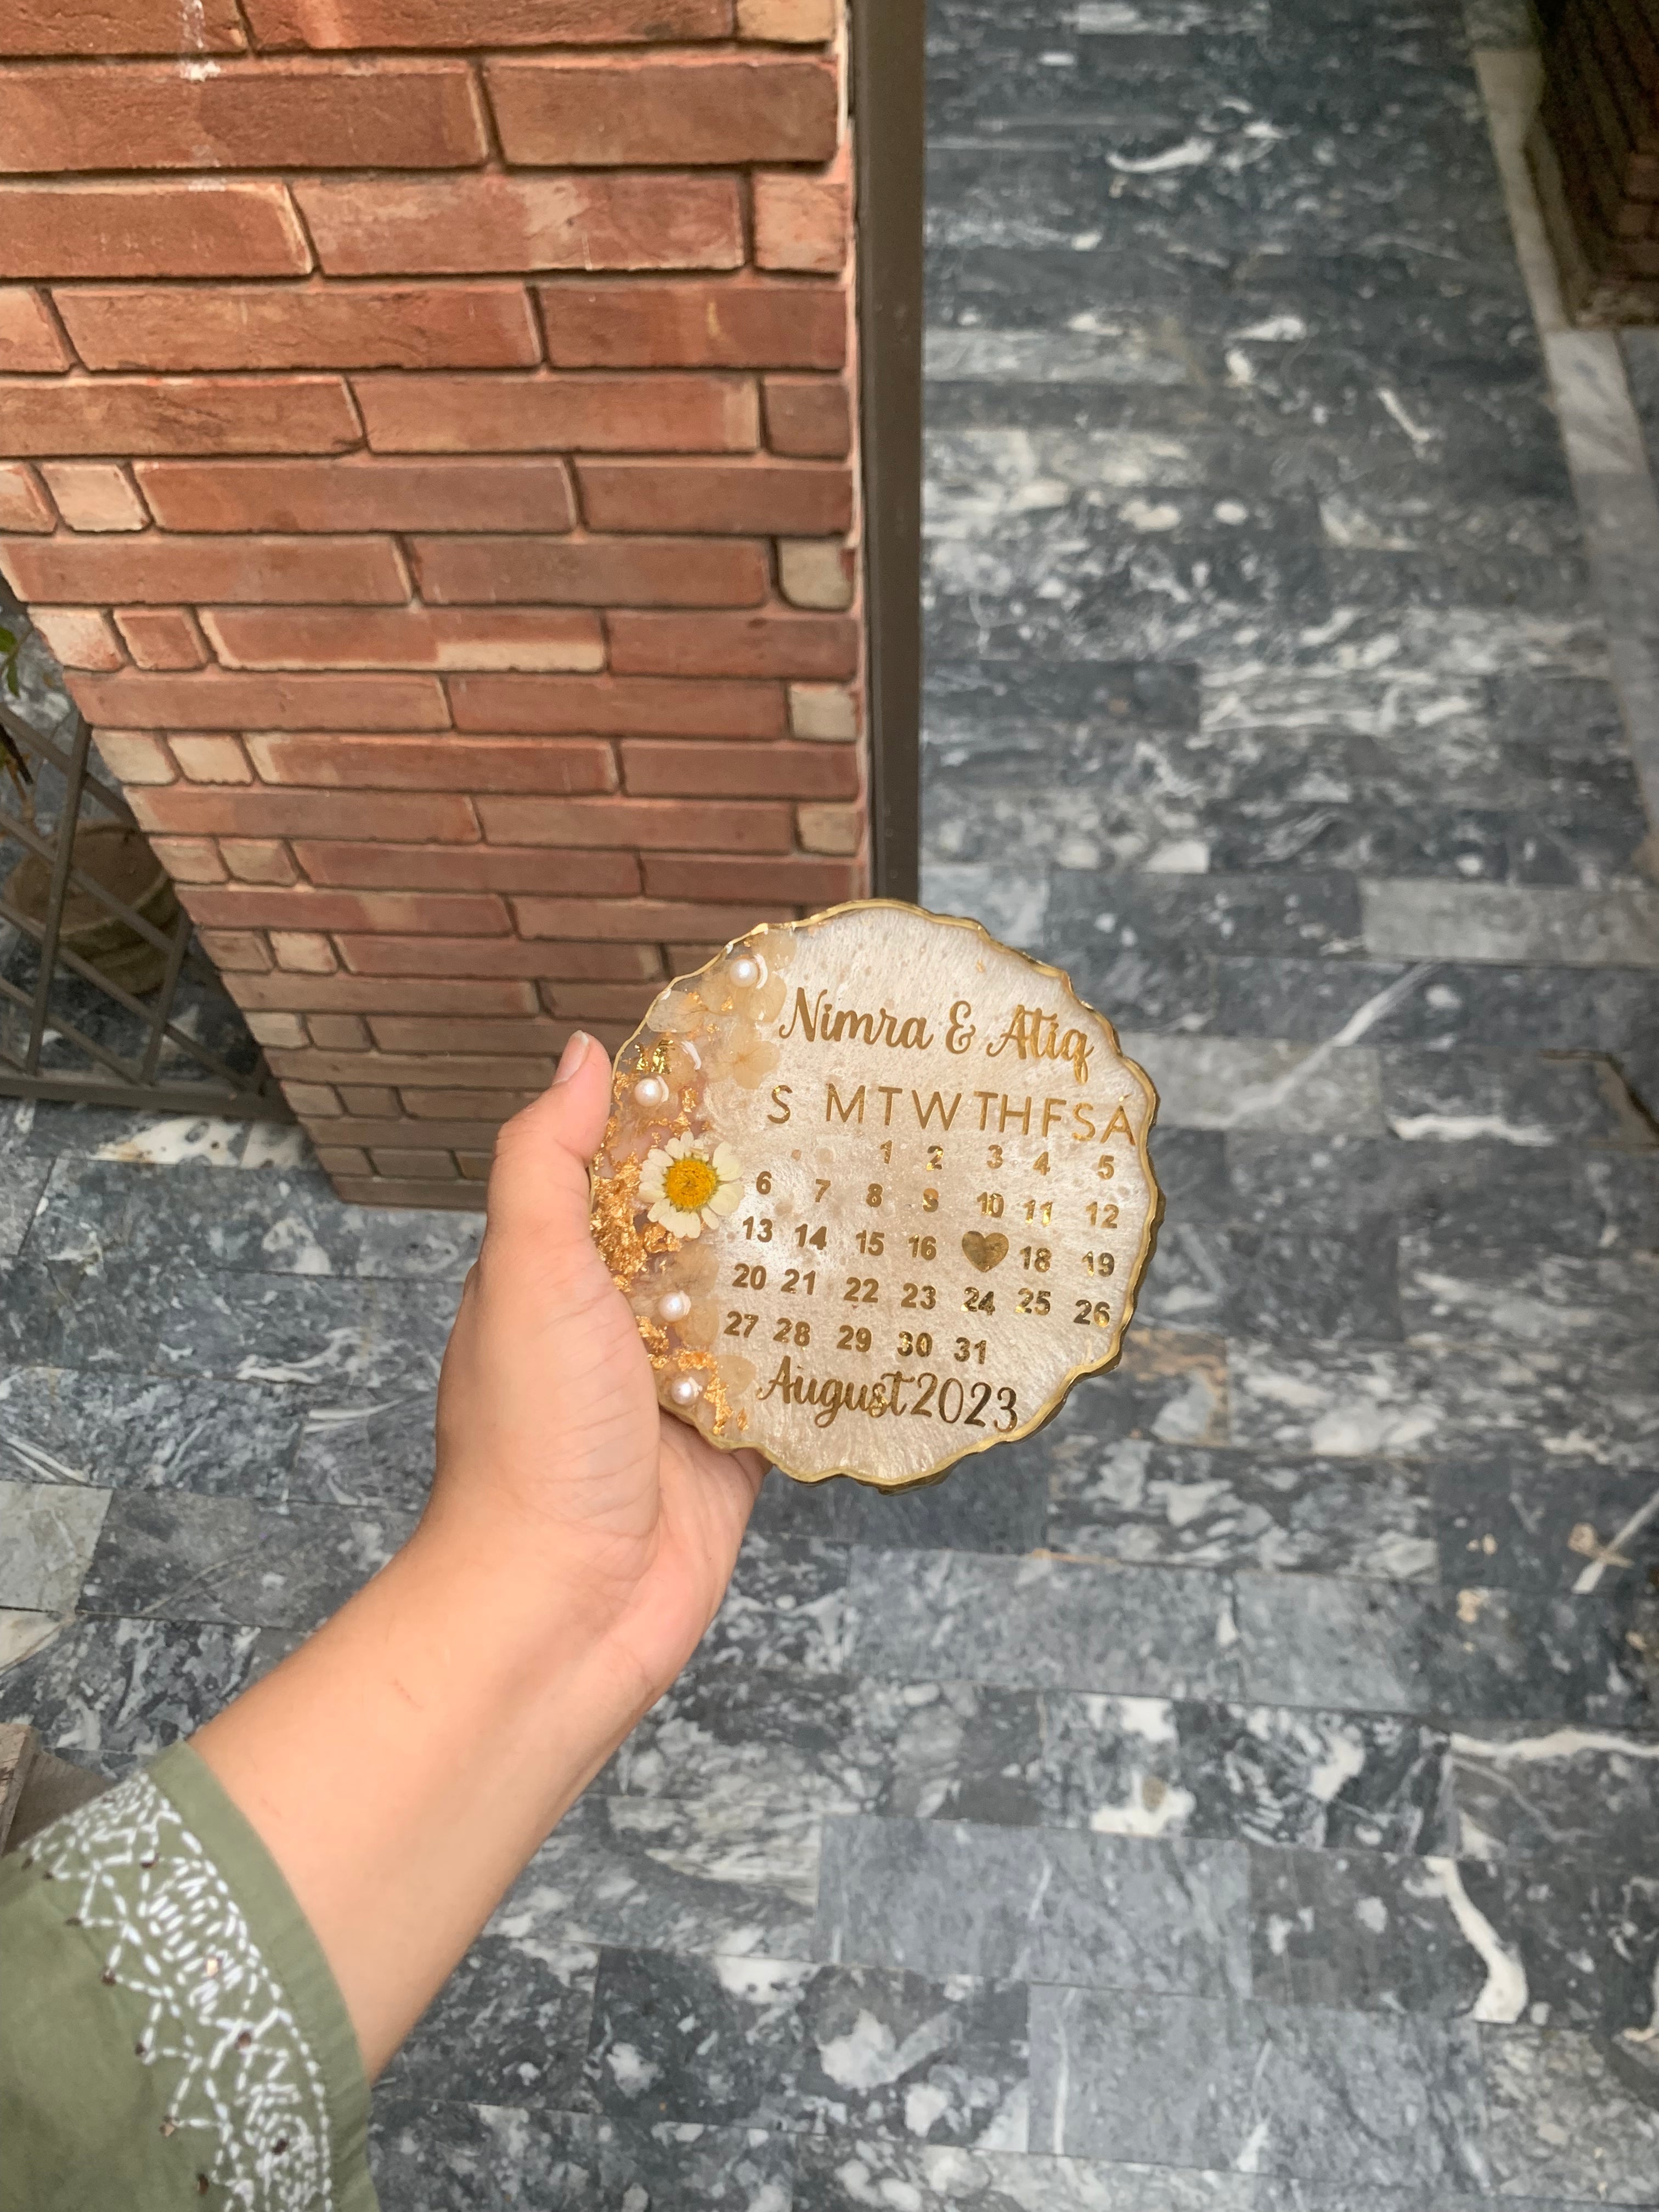 Nimra & Atiq
S M T W TH F SA
1 2 3 4 5
6 7 8 9 10 11 12
13 14 15 16 18 19
20 21 22 23 24 25 26
27 28 29 30 31
August 2023